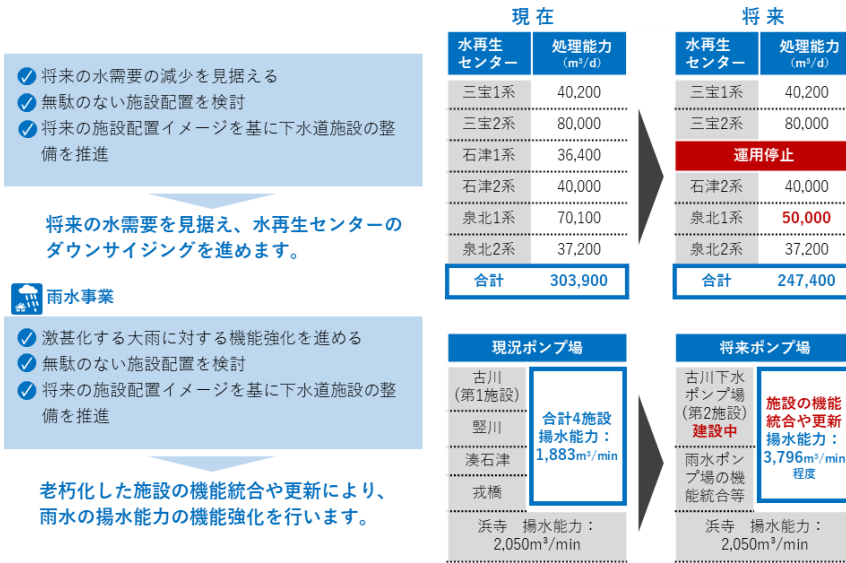 将来の水需要の減少を見据える
無駄のない施設配置を検討
将来の施設配置イメージを基に下水道施設の整
備を推進
将来の水需要を見据え、水再生センターの
ダウンサイジングを進めます。
雨水事業
激甚化する大雨に対する機能強化を進める
無駄のない施設配置を検討
将来の施設配置イメージを基に下水道施設の整
備を推進
老朽化した施設の機能統合や更新により、
雨水の揚水能力の機能強化を行います。
現在
水再生
センター
処理能力
(m³/d)
三宝1系 40,200
三宝2系 80,000
石津1系 36,400
石津2系 40,000
泉北1系 70,100
泉北2系 37,200
合計 303,900
将来
水再生
センター
処理能力
(m³/d)
三宝1系 40,200
三宝2系 80,000
運用停止
石津2系 40,000
泉北1系 50,000
泉北2系 37,200
合計 247,400
現況ポンプ場
古川
(第1施設)
竪川
湊石津
戎橋
合計4施設
揚水能力：
1,883m³/min
浜寺 揚水能力：
2,050m³/min
将来ポンプ場
古川下水
ポンプ場
(第2施設)
建設中
雨水ポン
プ場の機
能統合等
施設の機能
統合や更新
揚水能力：
3,796m³/min
程度
浜寺 揚水能力：
2,050m³/min